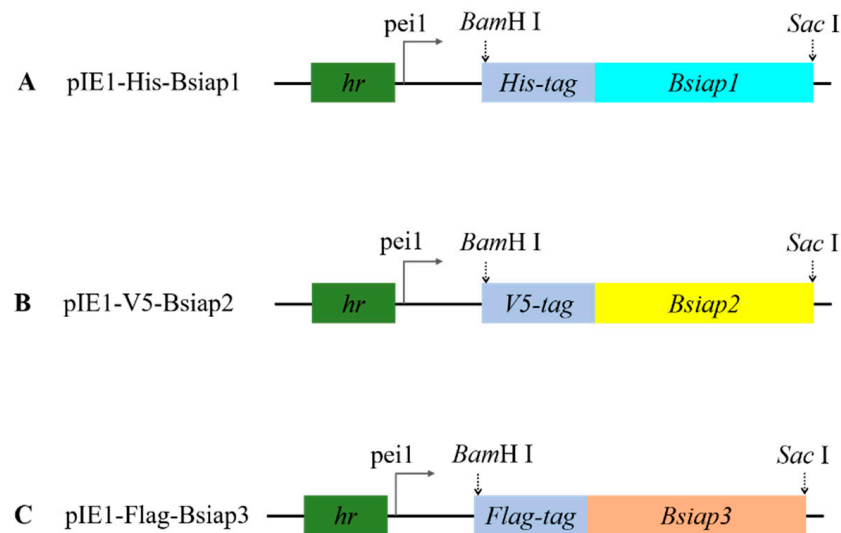 pei1 BamH I Sac I
A pIE1-His-Bsiap1 hr His-tag Bsiap1
pei1 BamH I Sac I
B pIE1-V5-Bsiap2 hr V5-tag Bsiap2
pei1 BamH I Sac I
C pIE1-Flag-Bsiap3 hr Flag-tag Bsiap3